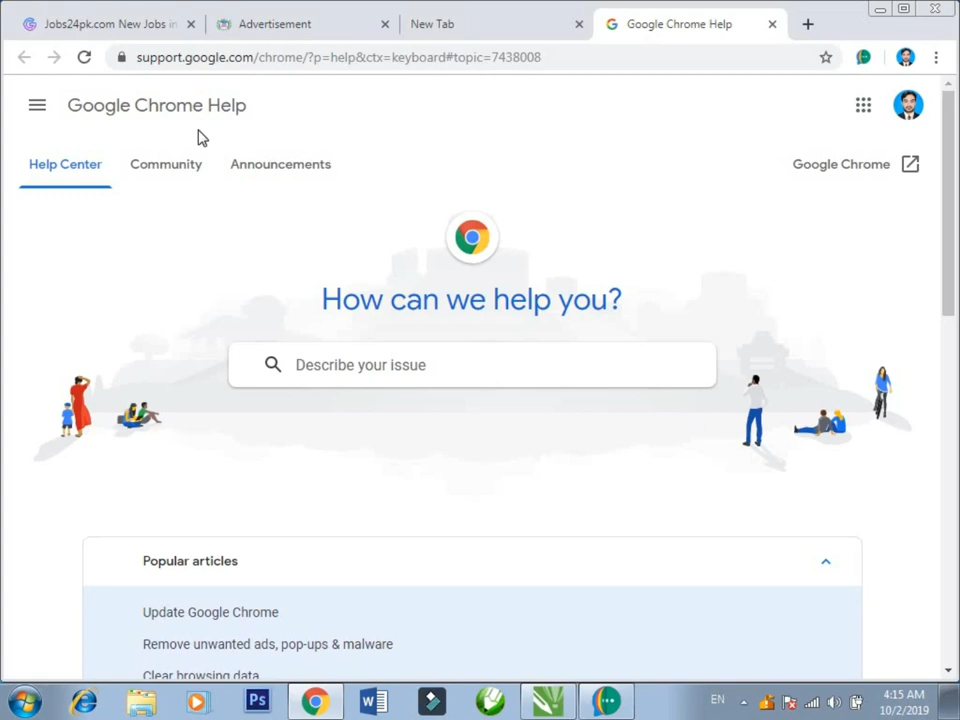 Jobs24pk.com New Jobs in
Advertisement
New Tab
Google Chrome Help
support.google.com/chrome/?p=help&ctx=keyboard#topic=7438008
Google Chrome Help
Help Center
Community
Announcements
Google Chrome
How can we help you?
Describe your issue
Popular articles
Update Google Chrome
Remove unwanted ads, pop-ups & malware
Clear browsing data
Ps
EN
4:15 AM
10/2/2019